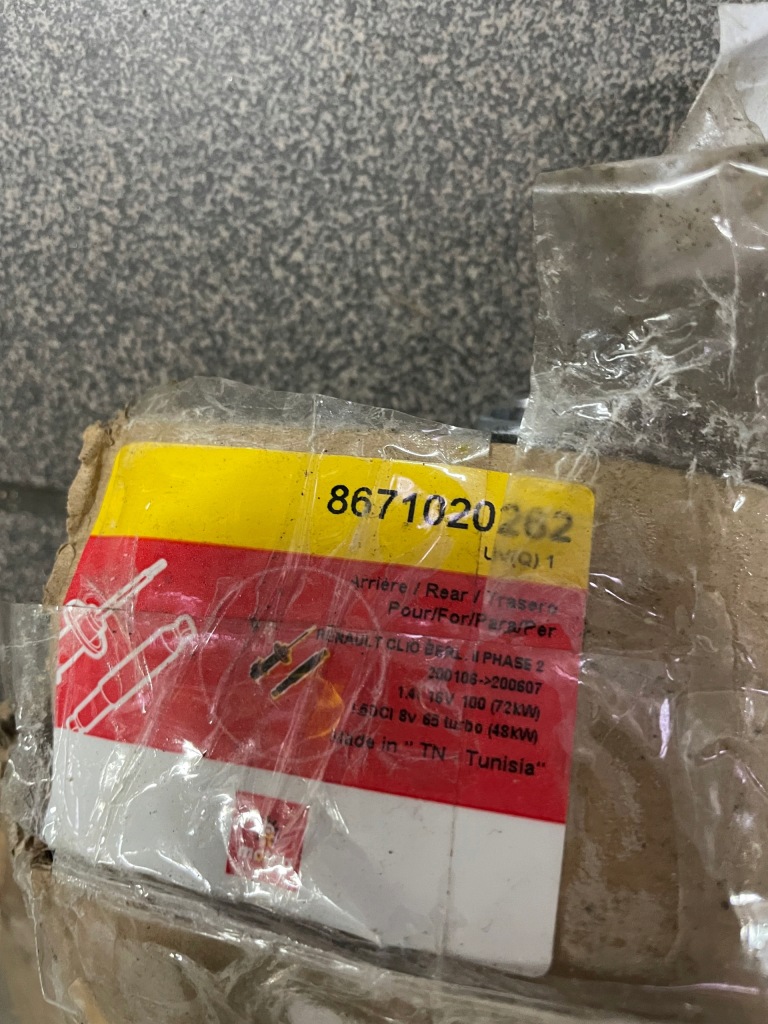 8671020262
UV(Q) 1
Arrière / Rear / Trasero
Pour/For/Para/Per
RENAULT CLIO BERL. II PHASE 2
200106->200607
1.4i 16V 100 (72kW)
1.5DCI 8v 65 turbo (48kW)
Made in " TN - Tunisia"